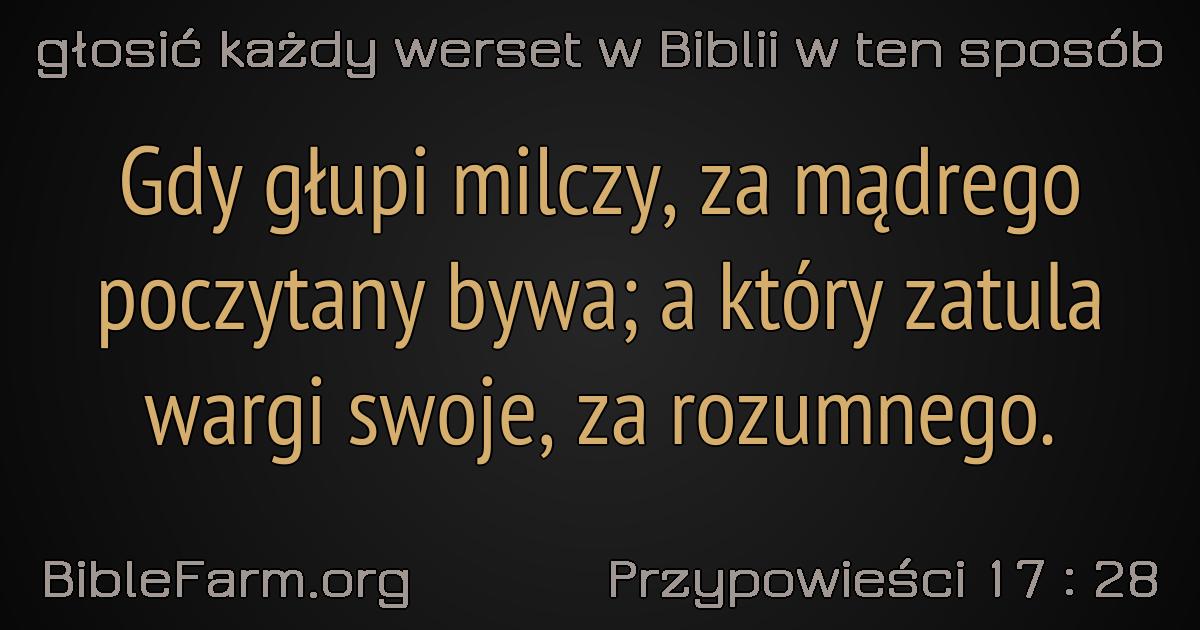 głosić każdy werset w Biblii w ten sposób
Gdy głupi milczy, za mądrego
poczytany bywa; a który zatula
wargi swoje, za rozumnego.
BibleFarm.org
Przypowieści 17 : 28